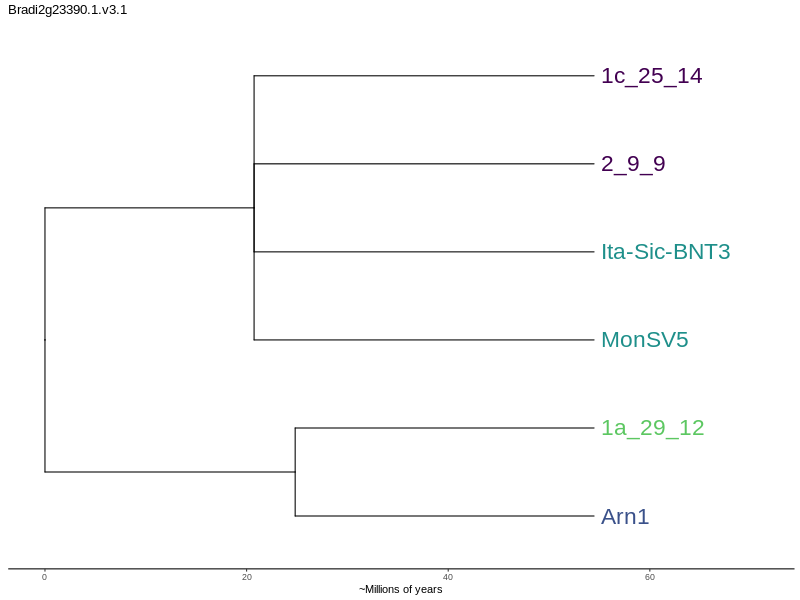 Bradi2g23390.1.v3.1
1c_25_14
2_9_9
Ita-Sic-BNT3
MonSV5
1a_29_12
Arn1
0 20 40 60
~Millions of years